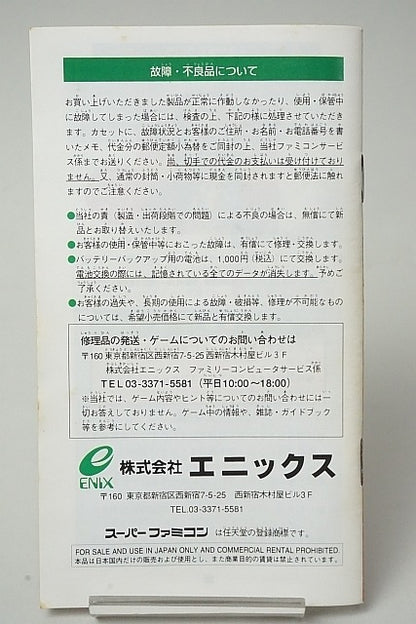 故障・不良品について
お買い上げいただきました製品が正常に作動しなかったり、使用・保管中
に故障してしまった場合には、検査の上、下記の様に処理させていただき
ます。カセットに、故障状況とお客様のご住所・お名前・お電話番号を書
いたメモ、代金分の郵便定額小為替をご同封の上、当社ファミコンサービ
ス係までお送りください。尚、切手での代金のお支払いは受け付けており
ません。又、通常の封筒・小荷物等に現金を同封されますと郵便法に触れ
ますのでご注意ください。
●当社の責（製造・出荷段階での問題）による不良の場合は、無償にて新
品とお取り替えいたします。
●お客様の使用・保管中等におこった故障は、有償にて修理・交換します。
●バッテリーバックアップ用の電池は、1,000円（税込）にて交換します。
電池交換の際には、記憶されている全てのデータが消失します。予めご
了承ください。
●お客様の過失や、長期の使用による故障・破損等、修理が不可能なもの
については、希望小売価格にて新品と有償交換します。
修理品の発送・ゲームについてのお問い合わせは
〒160 東京都新宿区西新宿7-5-25 西新宿木村屋ビル3F
株式会社エニックス ファミリーコンピュータサービス係
TEL03-3371-5581（平日10:00〜18:00）
※当社では、ゲーム内容やヒント等についてのお問い合わせには一
切お答えしておりません。ゲーム中の情報や、雑誌・ガイドブック
等を参考にしてください。
ENIX 株式会社 エニックス
〒160 東京都新宿区西新宿7-5-25 西新宿木村屋ビル3F
TEL.03-3371-5581
スーパーファミコン は任天堂の登録商標です。
FOR SALE AND USE IN JAPAN ONLY AND COMMERCIAL RENTAL PROHIBITED.
本品は日本国内だけの販売および使用とし、また商業目的の賃貸は禁止されています。